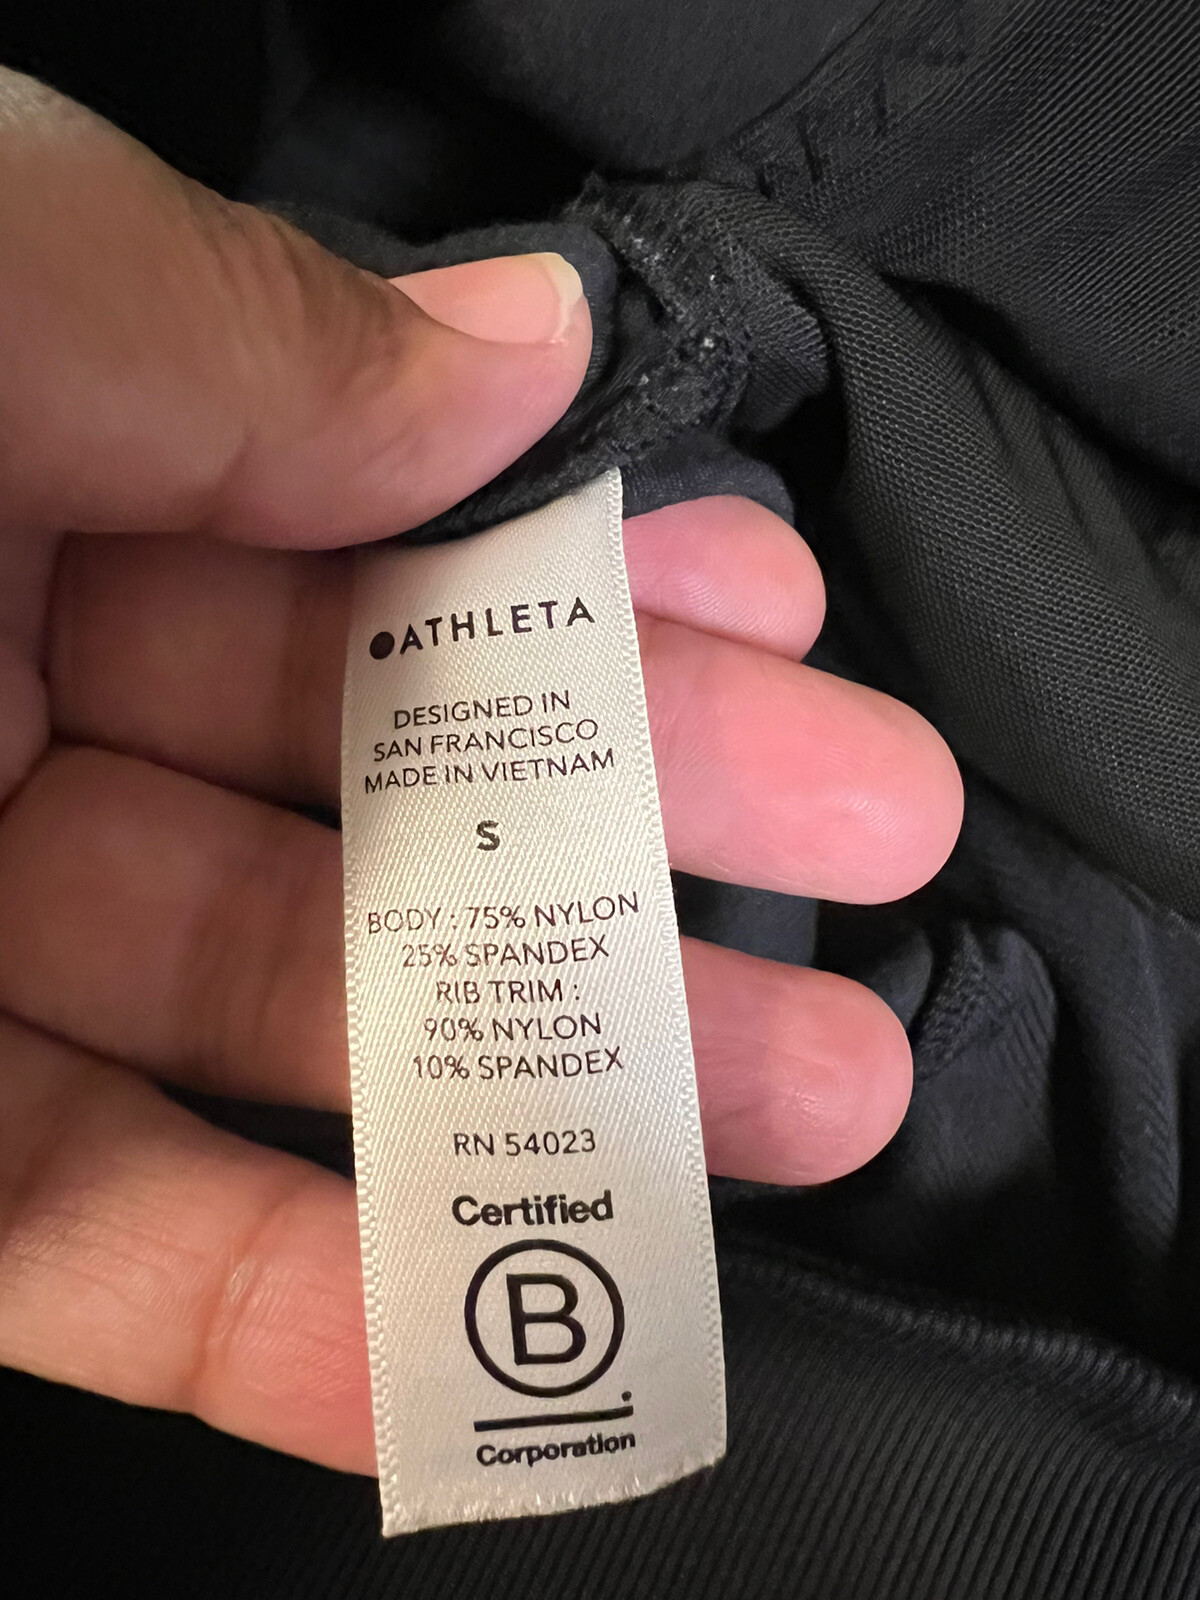 ATHLETA
DESIGNED IN
SAN FRANCISCO
MADE IN VIETNAM
S
BODY : 75% NYLON
25% SPANDEX
RIB TRIM :
90% NYLON
10% SPANDEX
RN 54023
Certified
B
Corporation